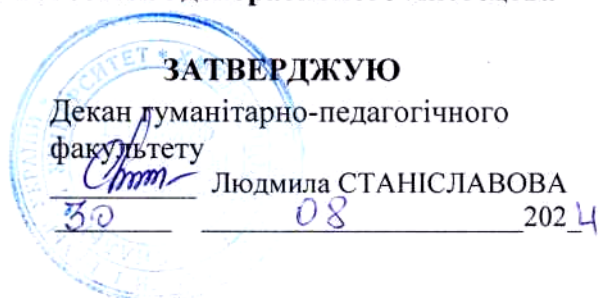 ЗАТВЕРДЖУЮ
Декан гуманітарно-педагогічного
факультету
Людмила СТАНІСЛАВОВА
30 08 2024